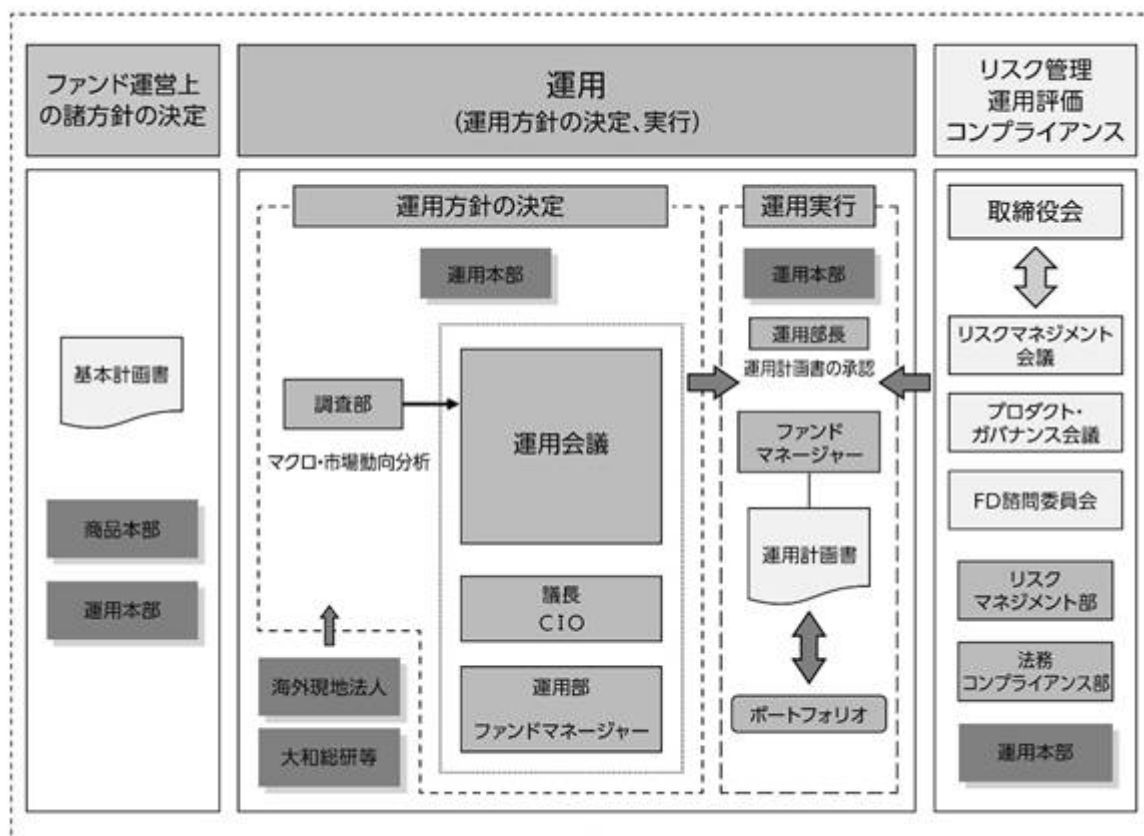 ファンド運営上
の諸方針の決定
運用
(運用方針の決定、実行)
リスク管理
運用評価
コンプライアンス
基本計画書
商品本部
運用本部
運用方針の決定
運用本部
調査部
マクロ・市場動向分析
運用会議
議長
CIO
運用部
ファンドマネージャー
海外現地法人
大和総研等
運用実行
運用本部
運用部長
運用計画書の承認
ファンド
マネージャー
運用計画書
ポートフォリオ
取締役会
リスクマネジメント
会議
プロダクト・
ガバナンス会議
FD諮問委員会
リスク
マネジメント部
法務
コンプライアンス部
運用本部